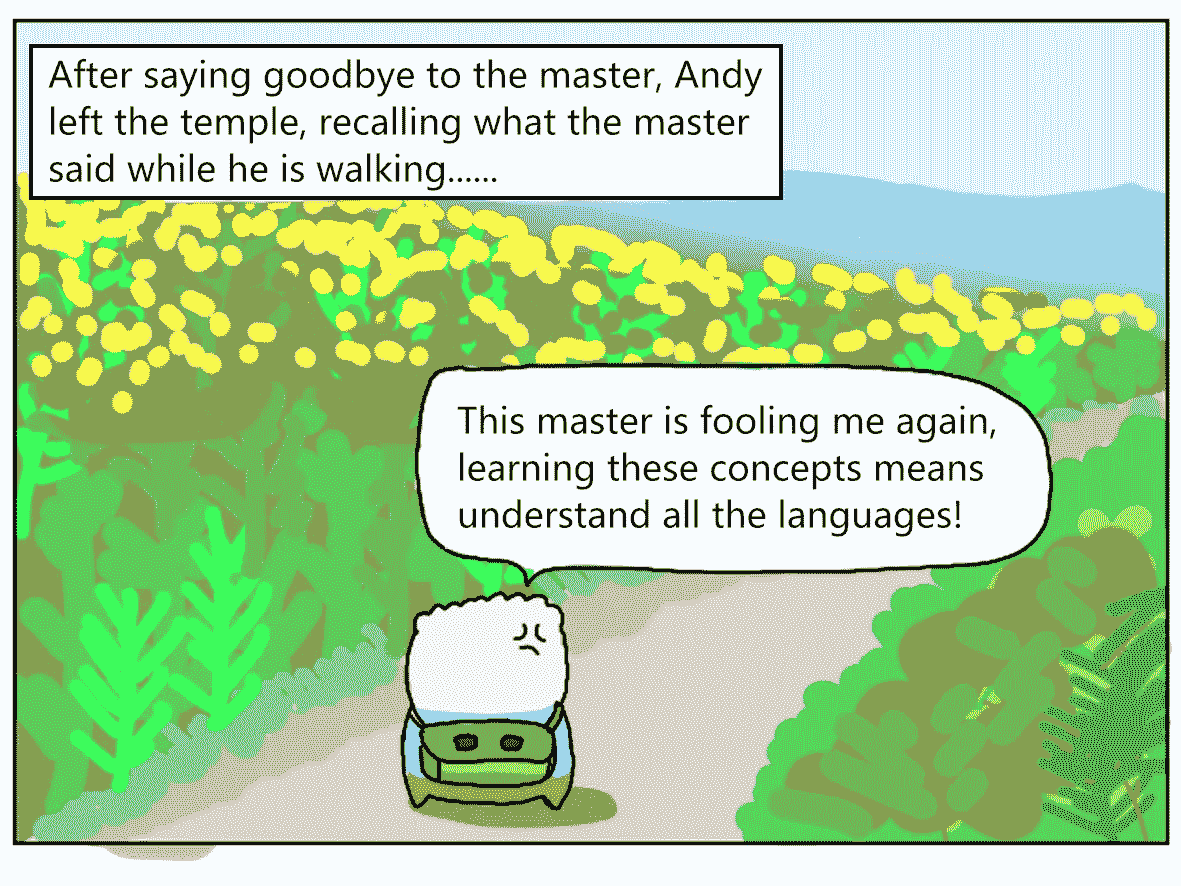 After saying goodbye to the master, Andy
left the temple, recalling what the master
said while he is walking......
This master is fooling me again,
learning these concepts means
understand all the languages!